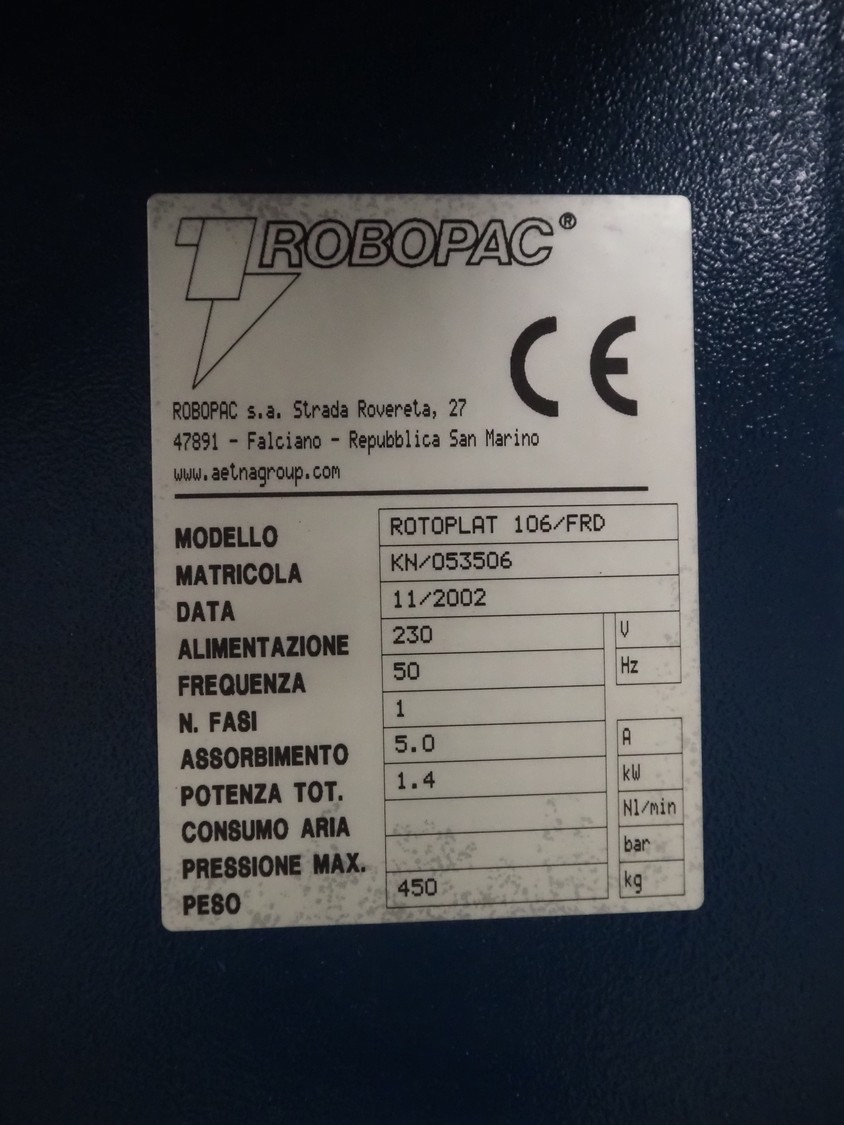 ROBOPAC®
CE
ROBOPAC s.a. Strada Rovereta, 27
47891 - Falciano - Repubblica San Marino
www.aetnagroup.com
MODELLO ROTOPLAT 106/FRD
MATRICOLA KN/053506
DATA 11/2002
ALIMENTAZIONE 230 V
FREQUENZA 50 Hz
N. FASI 1
ASSORBIMENTO 5.0 A
POTENZA TOT. 1.4 kW
CONSUMO ARIA Nl/min
PRESSIONE MAX. bar
PESO 450 kg